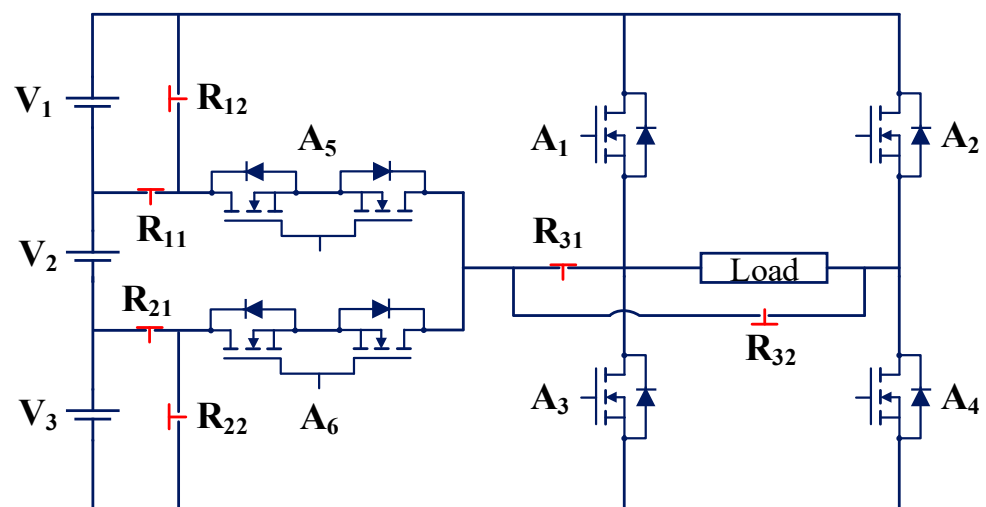 V₁
R₁₂
A₅
A₁
A₂
R₁₁
V₂
R₃₁
Load
R₂₁
R₃₂
V₃
R₂₂
A₆
A₃
A₄